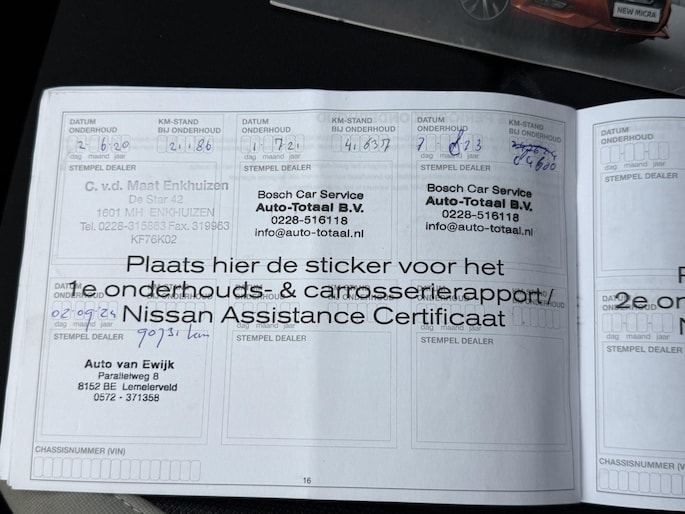 NEW MICRA
DATUM ONDERHOUD
KM-STAND BIJ ONDERHOUD
2 6 20
21.186
dag maand jaar
STEMPEL DEALER
C. v.d. Maat Enkhuizen
De Star 42
1601 MH ENKHUIZEN
Tel. 0228-315663 Fax. 319963
KF76K02
DATUM ONDERHOUD
KM-STAND BIJ ONDERHOUD
1 7 21
41.637
dag maand jaar
STEMPEL DEALER
Bosch Car Service
Auto-Totaal B.V.
0228-516118
info@auto-totaal.nl
DATUM ONDERHOUD
KM-STAND BIJ ONDERHOUD
dag maand jaar
STEMPEL DEALER
Bosch Car Service
Auto-Totaal B.V.
0228-516118
info@auto-totaal.nl
Plaats hier de sticker voor het
1e onderhouds- & carrosserierapport /
Nissan Assistance Certificaat
DATUM ONDERHOUD
02 09 24
dag maand jaar
STEMPEL DEALER
Auto van Ewijk
Parallelweg 8
8152 BE Lemelerveld
0572 - 371358
dag maand jaar
STEMPEL DEALER
dag maand jaar
STEMPEL DEALER
CHASSISNUMMER (VIN)
16
DATUM
ONDERHOUD
STEMPEL DEALER
2e on
STEMPEL DEALER
CHASSISNUMMER (VIN)